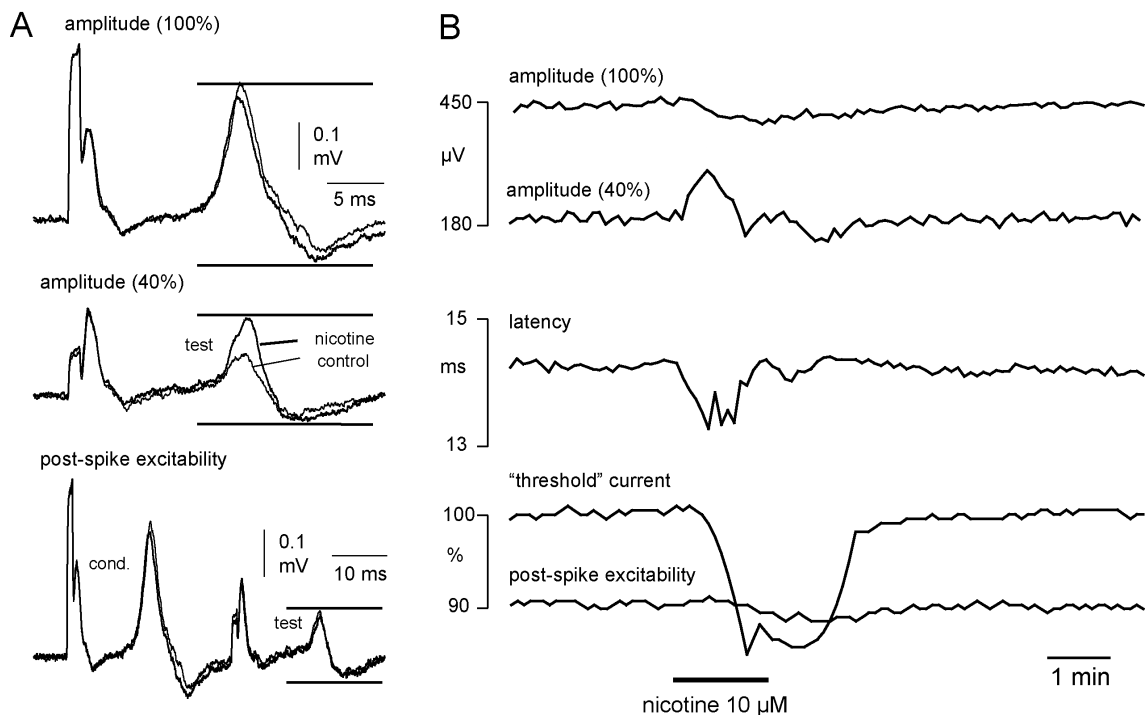 A
amplitude (100%)
0.1
mV
5 ms
amplitude (40%)
test
nicotine
control
post-spike excitability
cond.
0.1
mV
10 ms
test
B
amplitude (100%)
450
µV
amplitude (40%)
180
15
latency
ms
13
“threshold” current
100
%
post-spike excitability
90
1 min
nicotine 10 µM